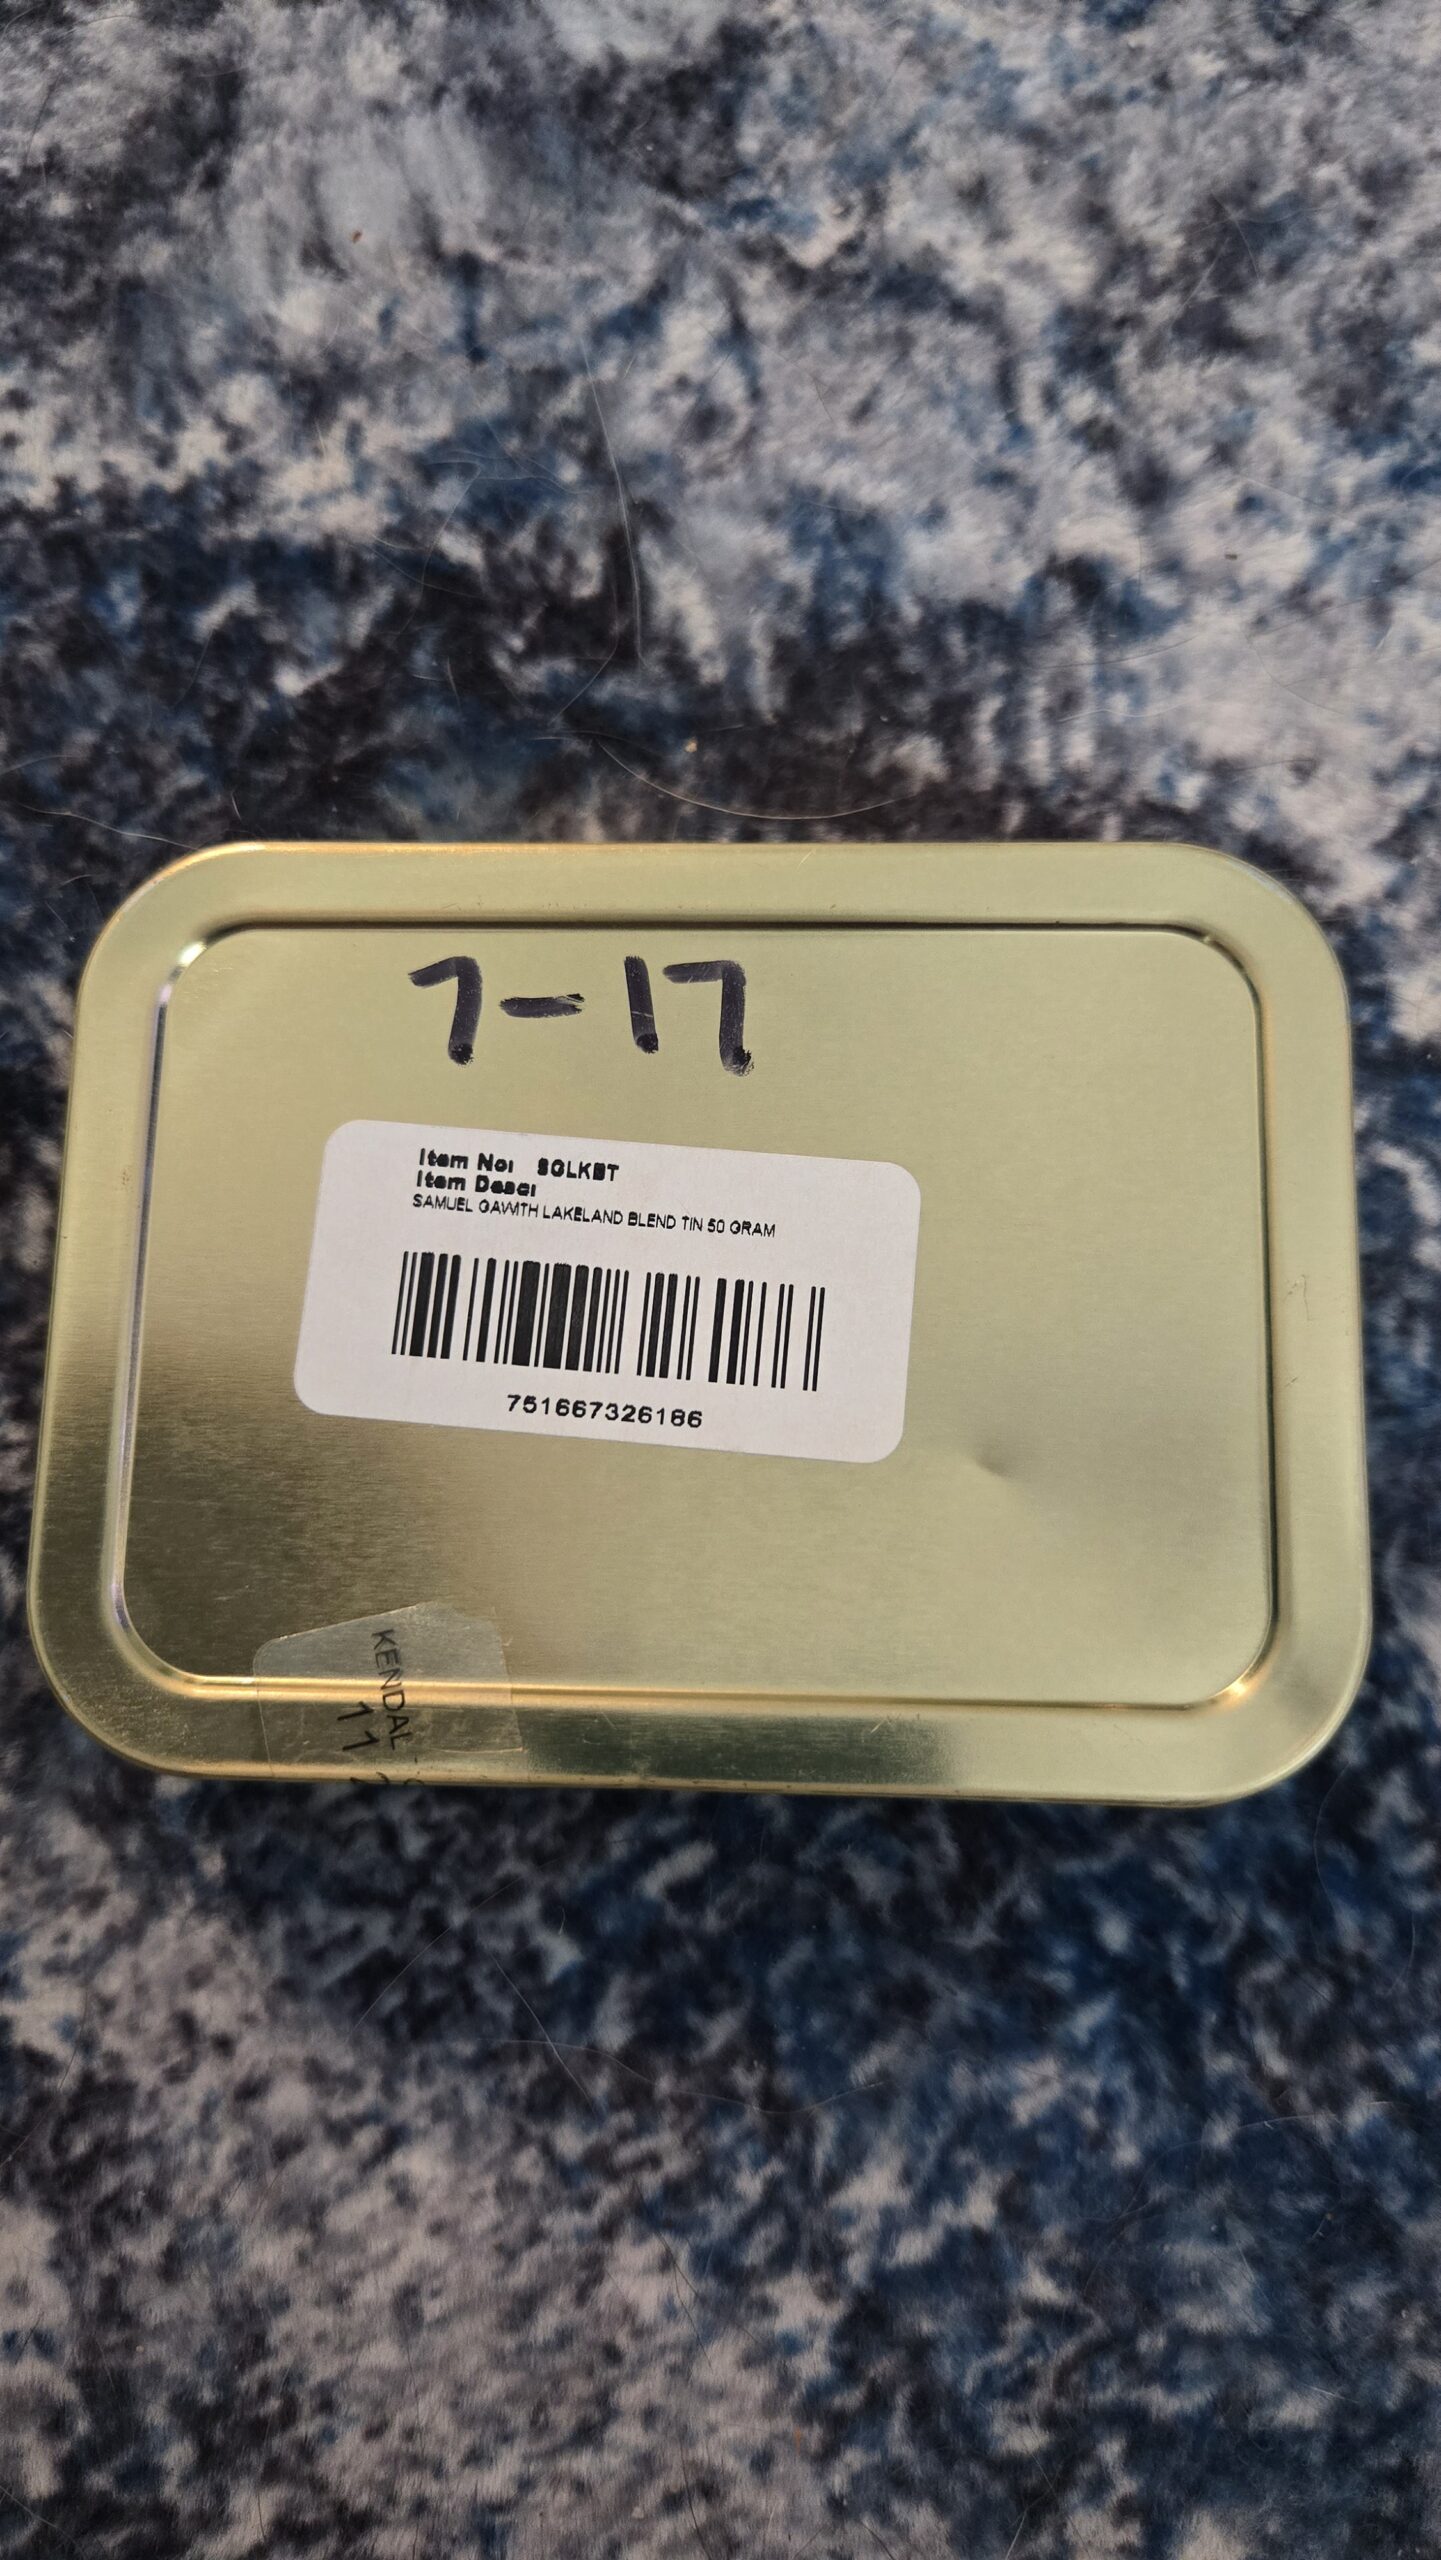 7-17
Item No: SGLKBT
Item Desc:
SAMUEL GAWITH LAKELAND BLEND TIN 50 GRAM
751667326186
KENDAL -
11